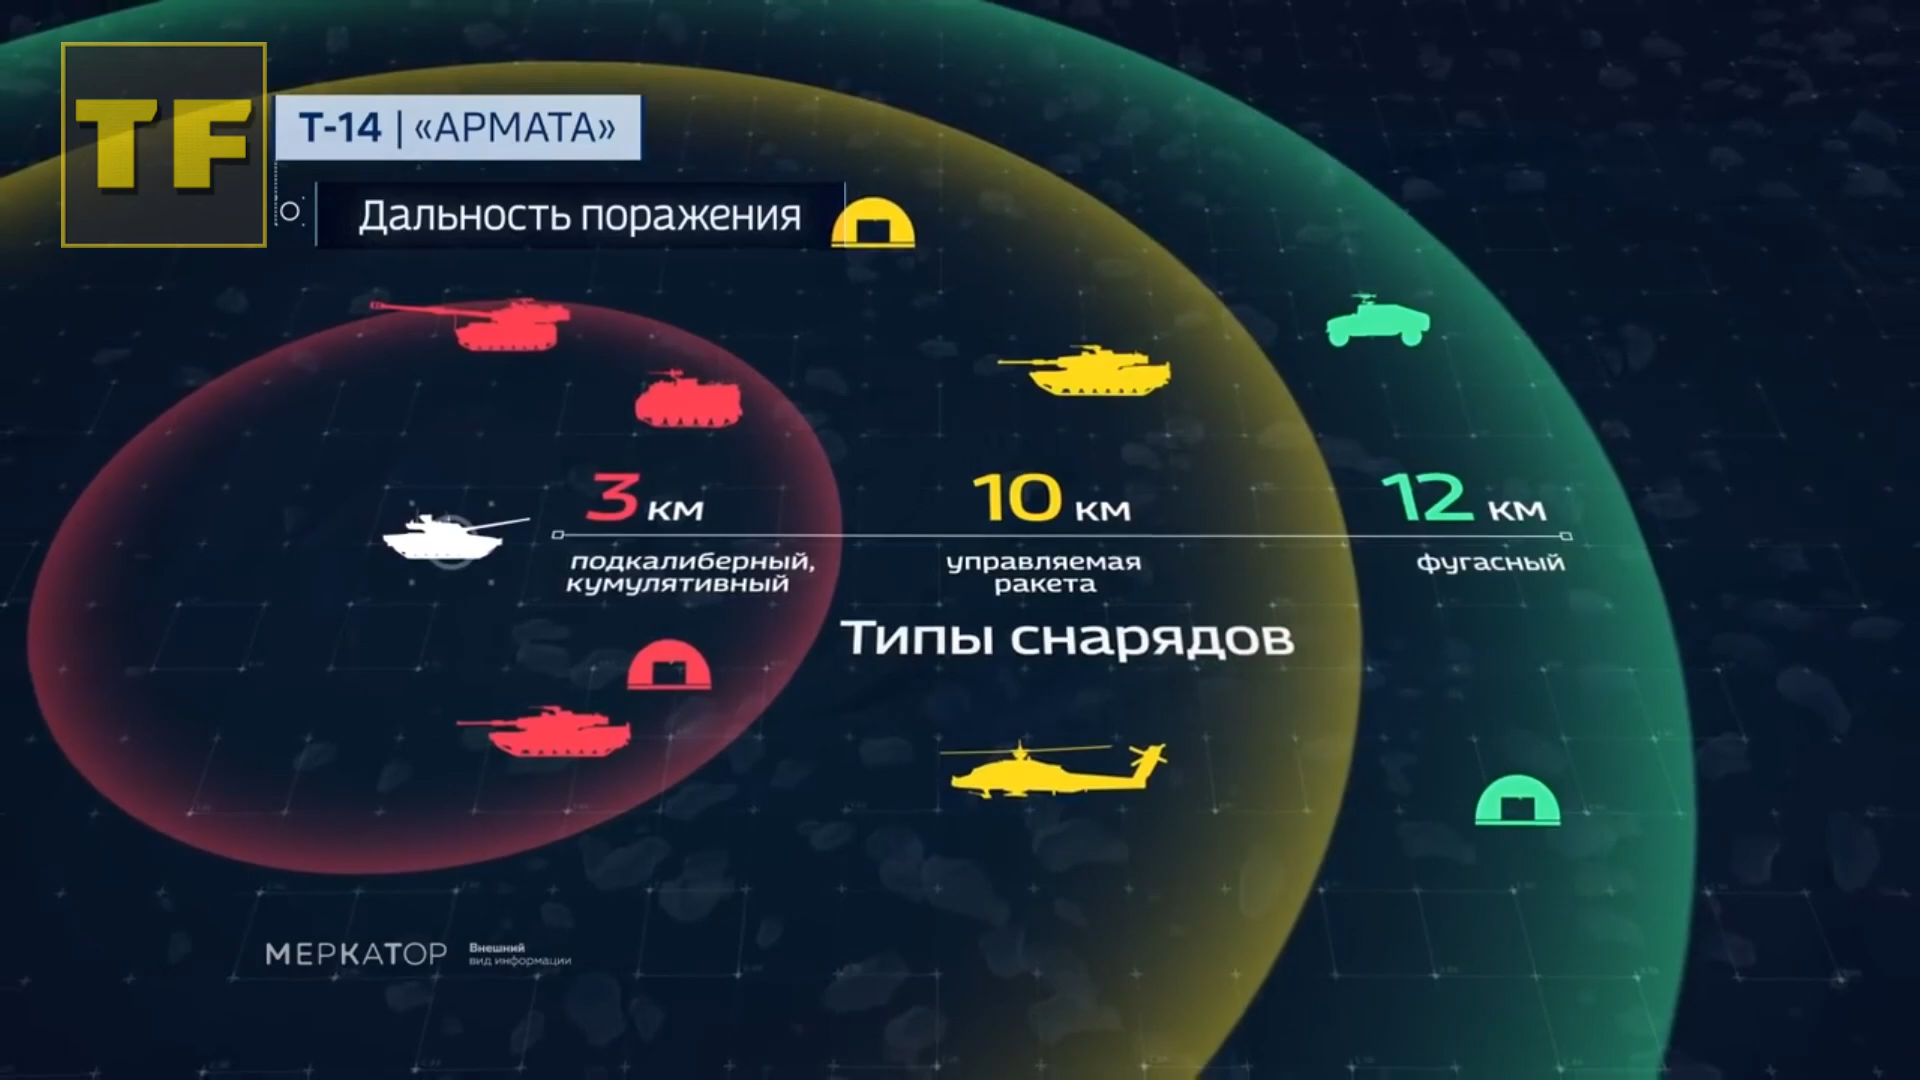 TF
Т-14 | «АРМАТА»
Дальность поражения
3 км
10 км
12 км
подкалиберный,
кумулятивный
управляемая
ракета
фугасный
Типы снарядов
МЕРКАТОР
Внешний
вид информации